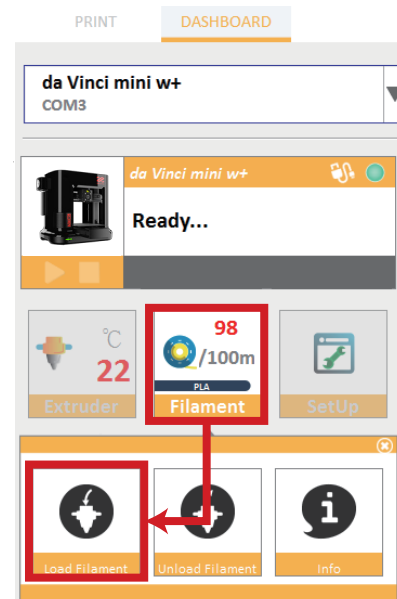 PRINT
DASHBOARD
da Vinci mini w+
COM3
da Vinci mini w+
Ready...
°C
22
Extruder
98
/100m
PLA
Filament
SetUp
Load Filament
Unload Filament
Info